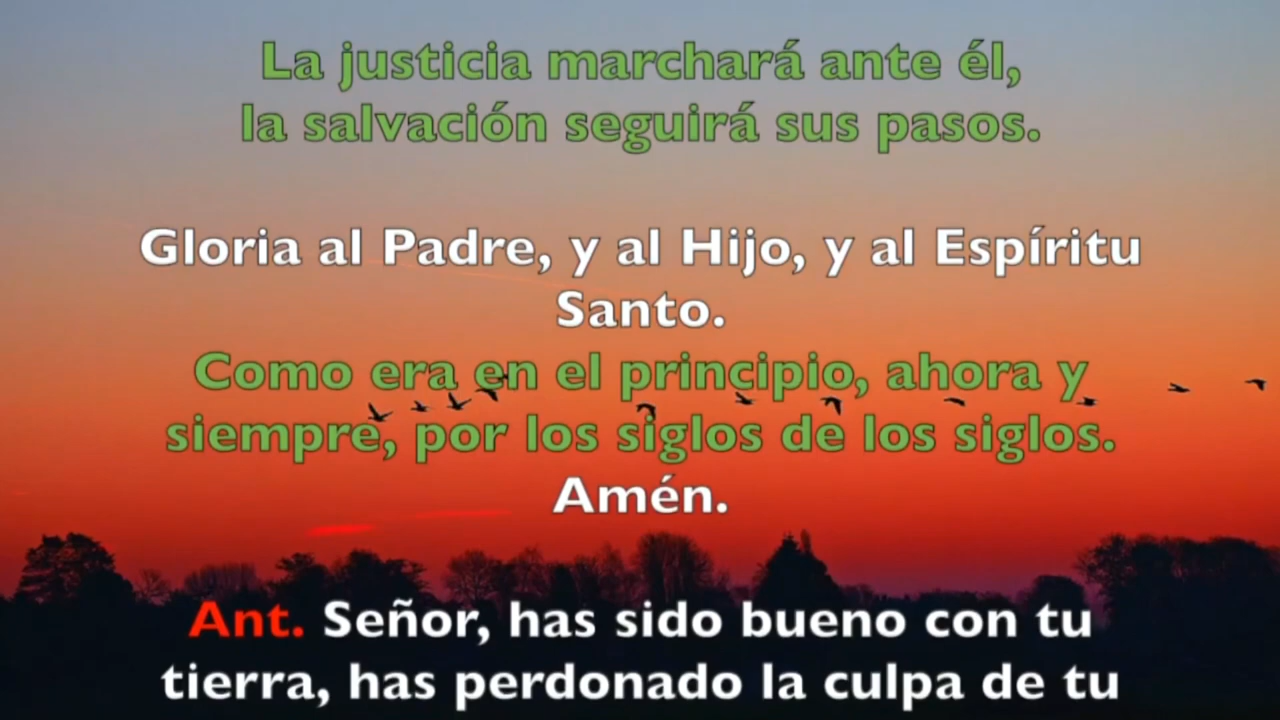 La justicia marchará ante él,
la salvación seguirá sus pasos.
Gloria al Padre, y al Hijo, y al Espíritu
Santo.
Como era en el principio, ahora y
siempre, por los siglos de los siglos.
Amén.
Ant. Señor, has sido bueno con tu
tierra, has perdonado la culpa de tu